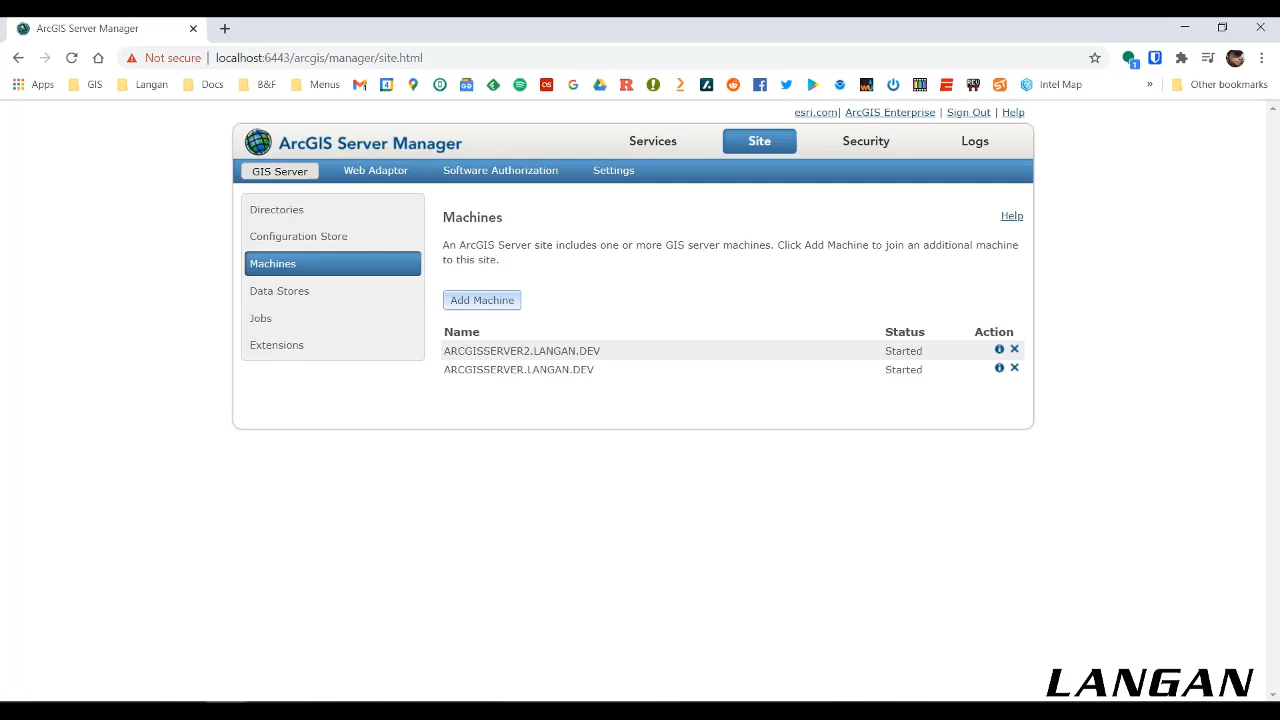 ArcGIS Server Manager
Not secure | localhost:6443/arcgis/manager/site.html
1
Apps GIS Langan Docs B&F Menus Intel Map » Other bookmarks
esri.com| ArcGIS Enterprise | Sign Out | Help
ArcGIS Server Manager Services Site Security Logs
GIS Server Web Adaptor Software Authorization Settings
Directories
Configuration Store
Machines
Data Stores
Jobs
Extensions
Machines Help
An ArcGIS Server site includes one or more GIS server machines. Click Add Machine to join an additional machine
to this site.
Add Machine
Name Status Action
ARCGISSERVER2.LANGAN.DEV Started
ARCGISSERVER.LANGAN.DEV Started
LANGAN